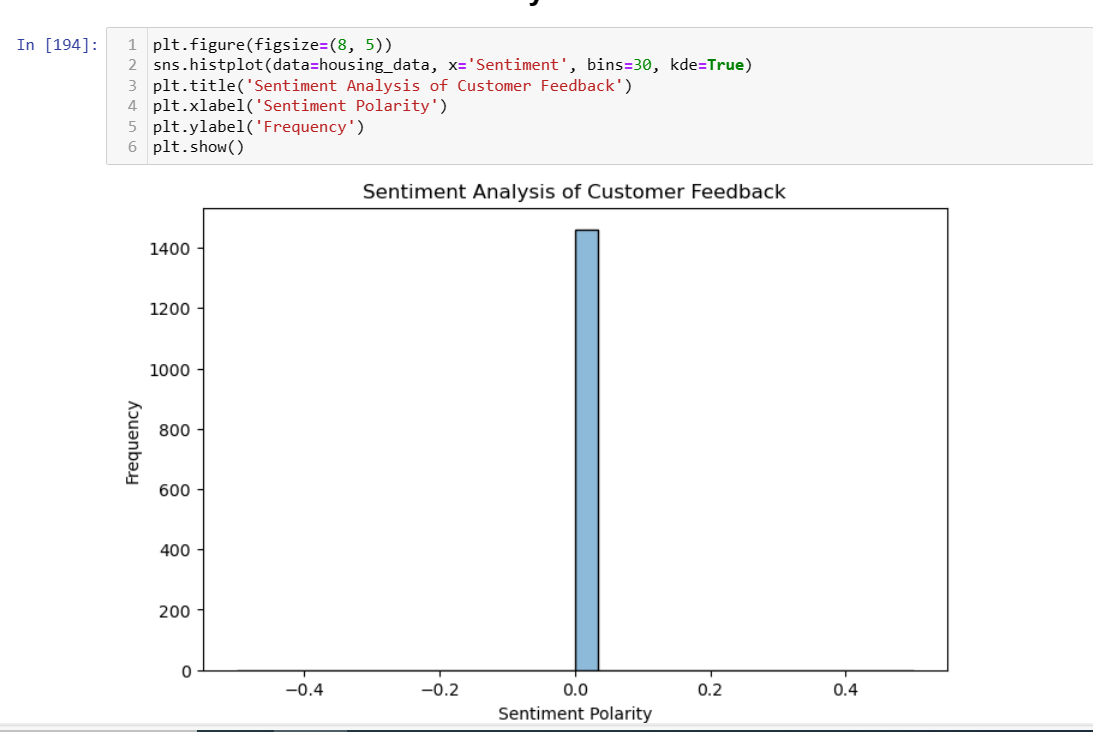 In [194]:
1 plt.figure(figsize=(8, 5))
2 sns.histplot(data=housing_data, x='Sentiment', bins=30, kde=True)
3 plt.title('Sentiment Analysis of Customer Feedback')
4 plt.xlabel('Sentiment Polarity')
5 plt.ylabel('Frequency')
6 plt.show()
Sentiment Analysis of Customer Feedback
1400
1200
1000
800
600
400
200
0
Frequency
−0.4 −0.2 0.0 0.2 0.4
Sentiment Polarity